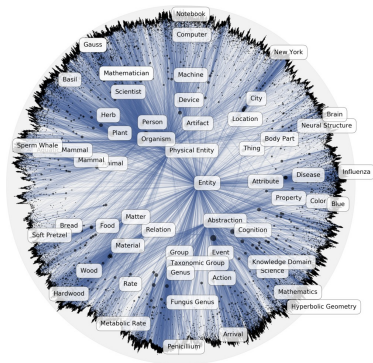 Notebook
Computer
Gauss
New York
Mathematician
Machine
Basil
Scientist
Device
City
Herb
Person
Artifact
Location
Brain
Plant
Organism
Neural Structure
Body Part
Sperm Whale
Mammal
Physical Entity
Thing
Mammal
Animal
Influenza
Entity
Attribute
Disease
Property
Color
Blue
Matter
Abstraction
Bread
Food
Relation
Cognition
Soft Pretzel
Material
Group
Event
Taxonomic Group
Knowledge Domain
Wood
Genus
Science
Rate
Action
Hardwood
Fungus Genus
Mathematics
Hyperbolic Geometry
Metabolic Rate
Arrival
Penicillium